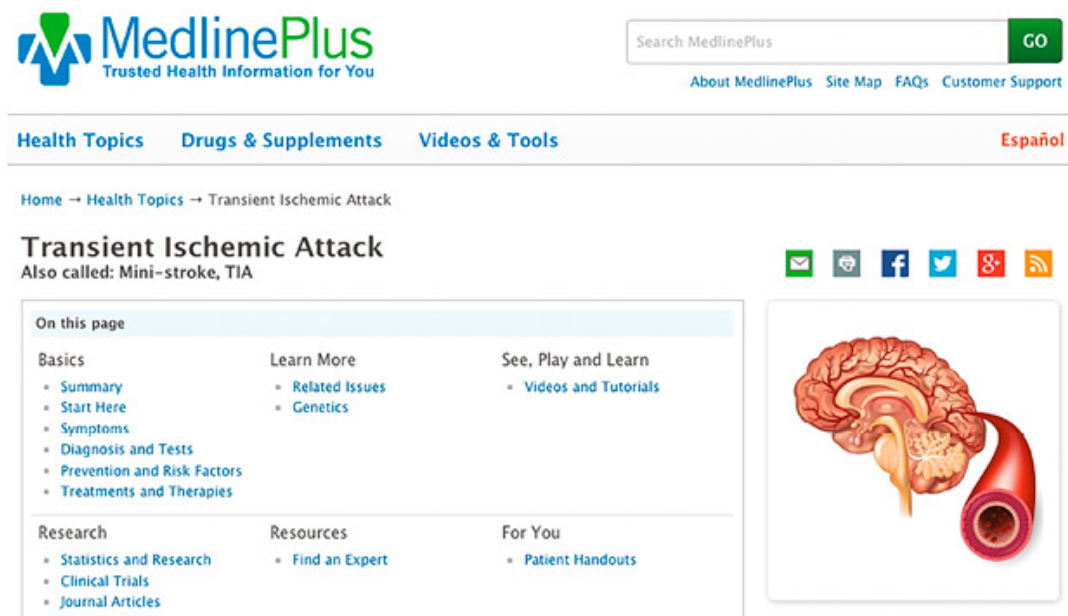 MedlinePlus
Trusted Health Information for You
Search MedlinePlus
GO
About MedlinePlus Site Map FAQs Customer Support
Health Topics Drugs & Supplements Videos & Tools Español
Home → Health Topics → Transient Ischemic Attack
Transient Ischemic Attack
Also called: Mini-stroke, TIA
On this page
Basics
Summary
Start Here
Symptoms
Diagnosis and Tests
Prevention and Risk Factors
Treatments and Therapies
Learn More
Related Issues
Genetics
See, Play and Learn
Videos and Tutorials
Research
Statistics and Research
Clinical Trials
Journal Articles
Resources
Find an Expert
For You
Patient Handouts